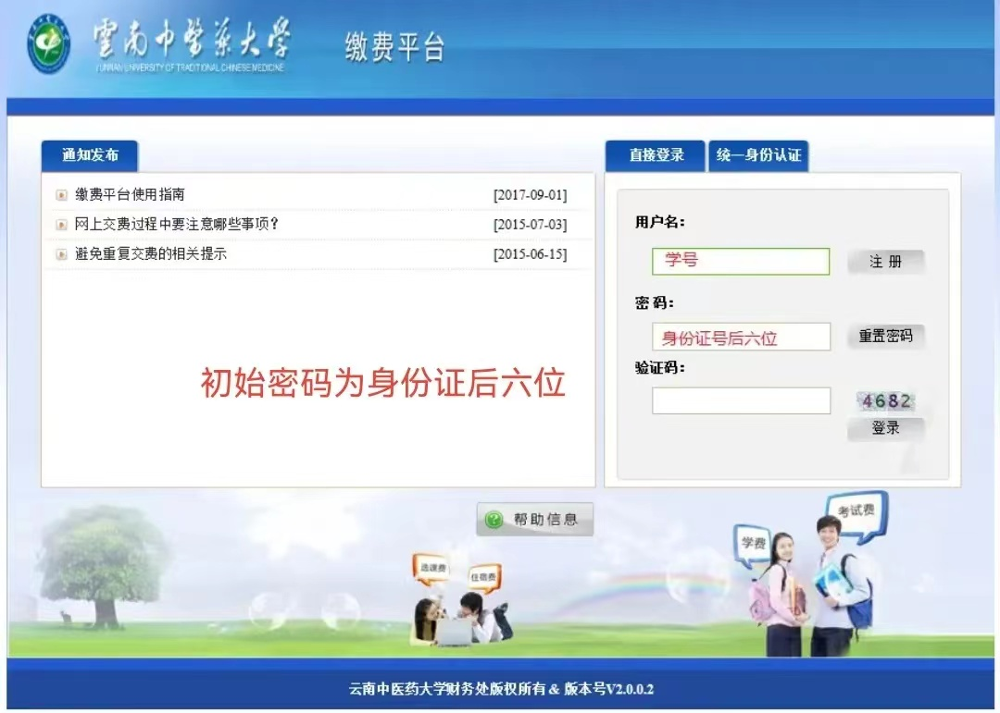 雲南中醫藥大學
YUNNAN UNIVERSITY OF TRADITIONAL CHINESE MEDICINE
缴费平台
通知发布
缴费平台使用指南 [2017-09-01]
网上交费过程中要注意哪些事项? [2015-07-03]
避免重复交费的相关提示 [2015-06-15]
初始密码为身份证后六位
直接登录 统一身份认证
用户名:
学号
注 册
密 码:
身份证号后六位
重置密码
验证码:
4682
登录
帮助信息
选课费
住宿费
学费
考试费
云南中医药大学财务处版权所有 & 版本号V2.0.0.2